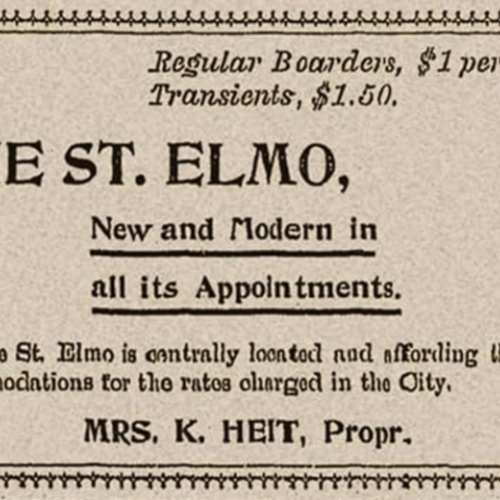 Regular Boarders, $1 per
Transients, $1.50.
E ST. ELMO,
New and Modern in
all its Appointments.
St. Elmo is centrally located and affording
for the rates charged in the City.
MRS. K. HEIT, Propr.